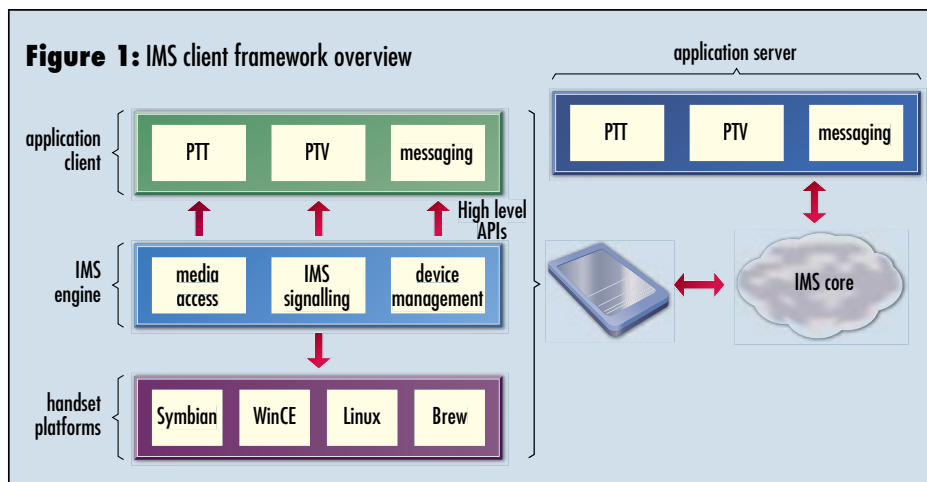 Figure 1: IMS client framework overview
application server
application
client
PTT
PTV
messaging
PTT
PTV
messaging
High level
APIs
IMS
engine
media
access
IMS
signalling
device
management
IMS core
handset
platforms
Symbian
WinCE
Linux
Brew